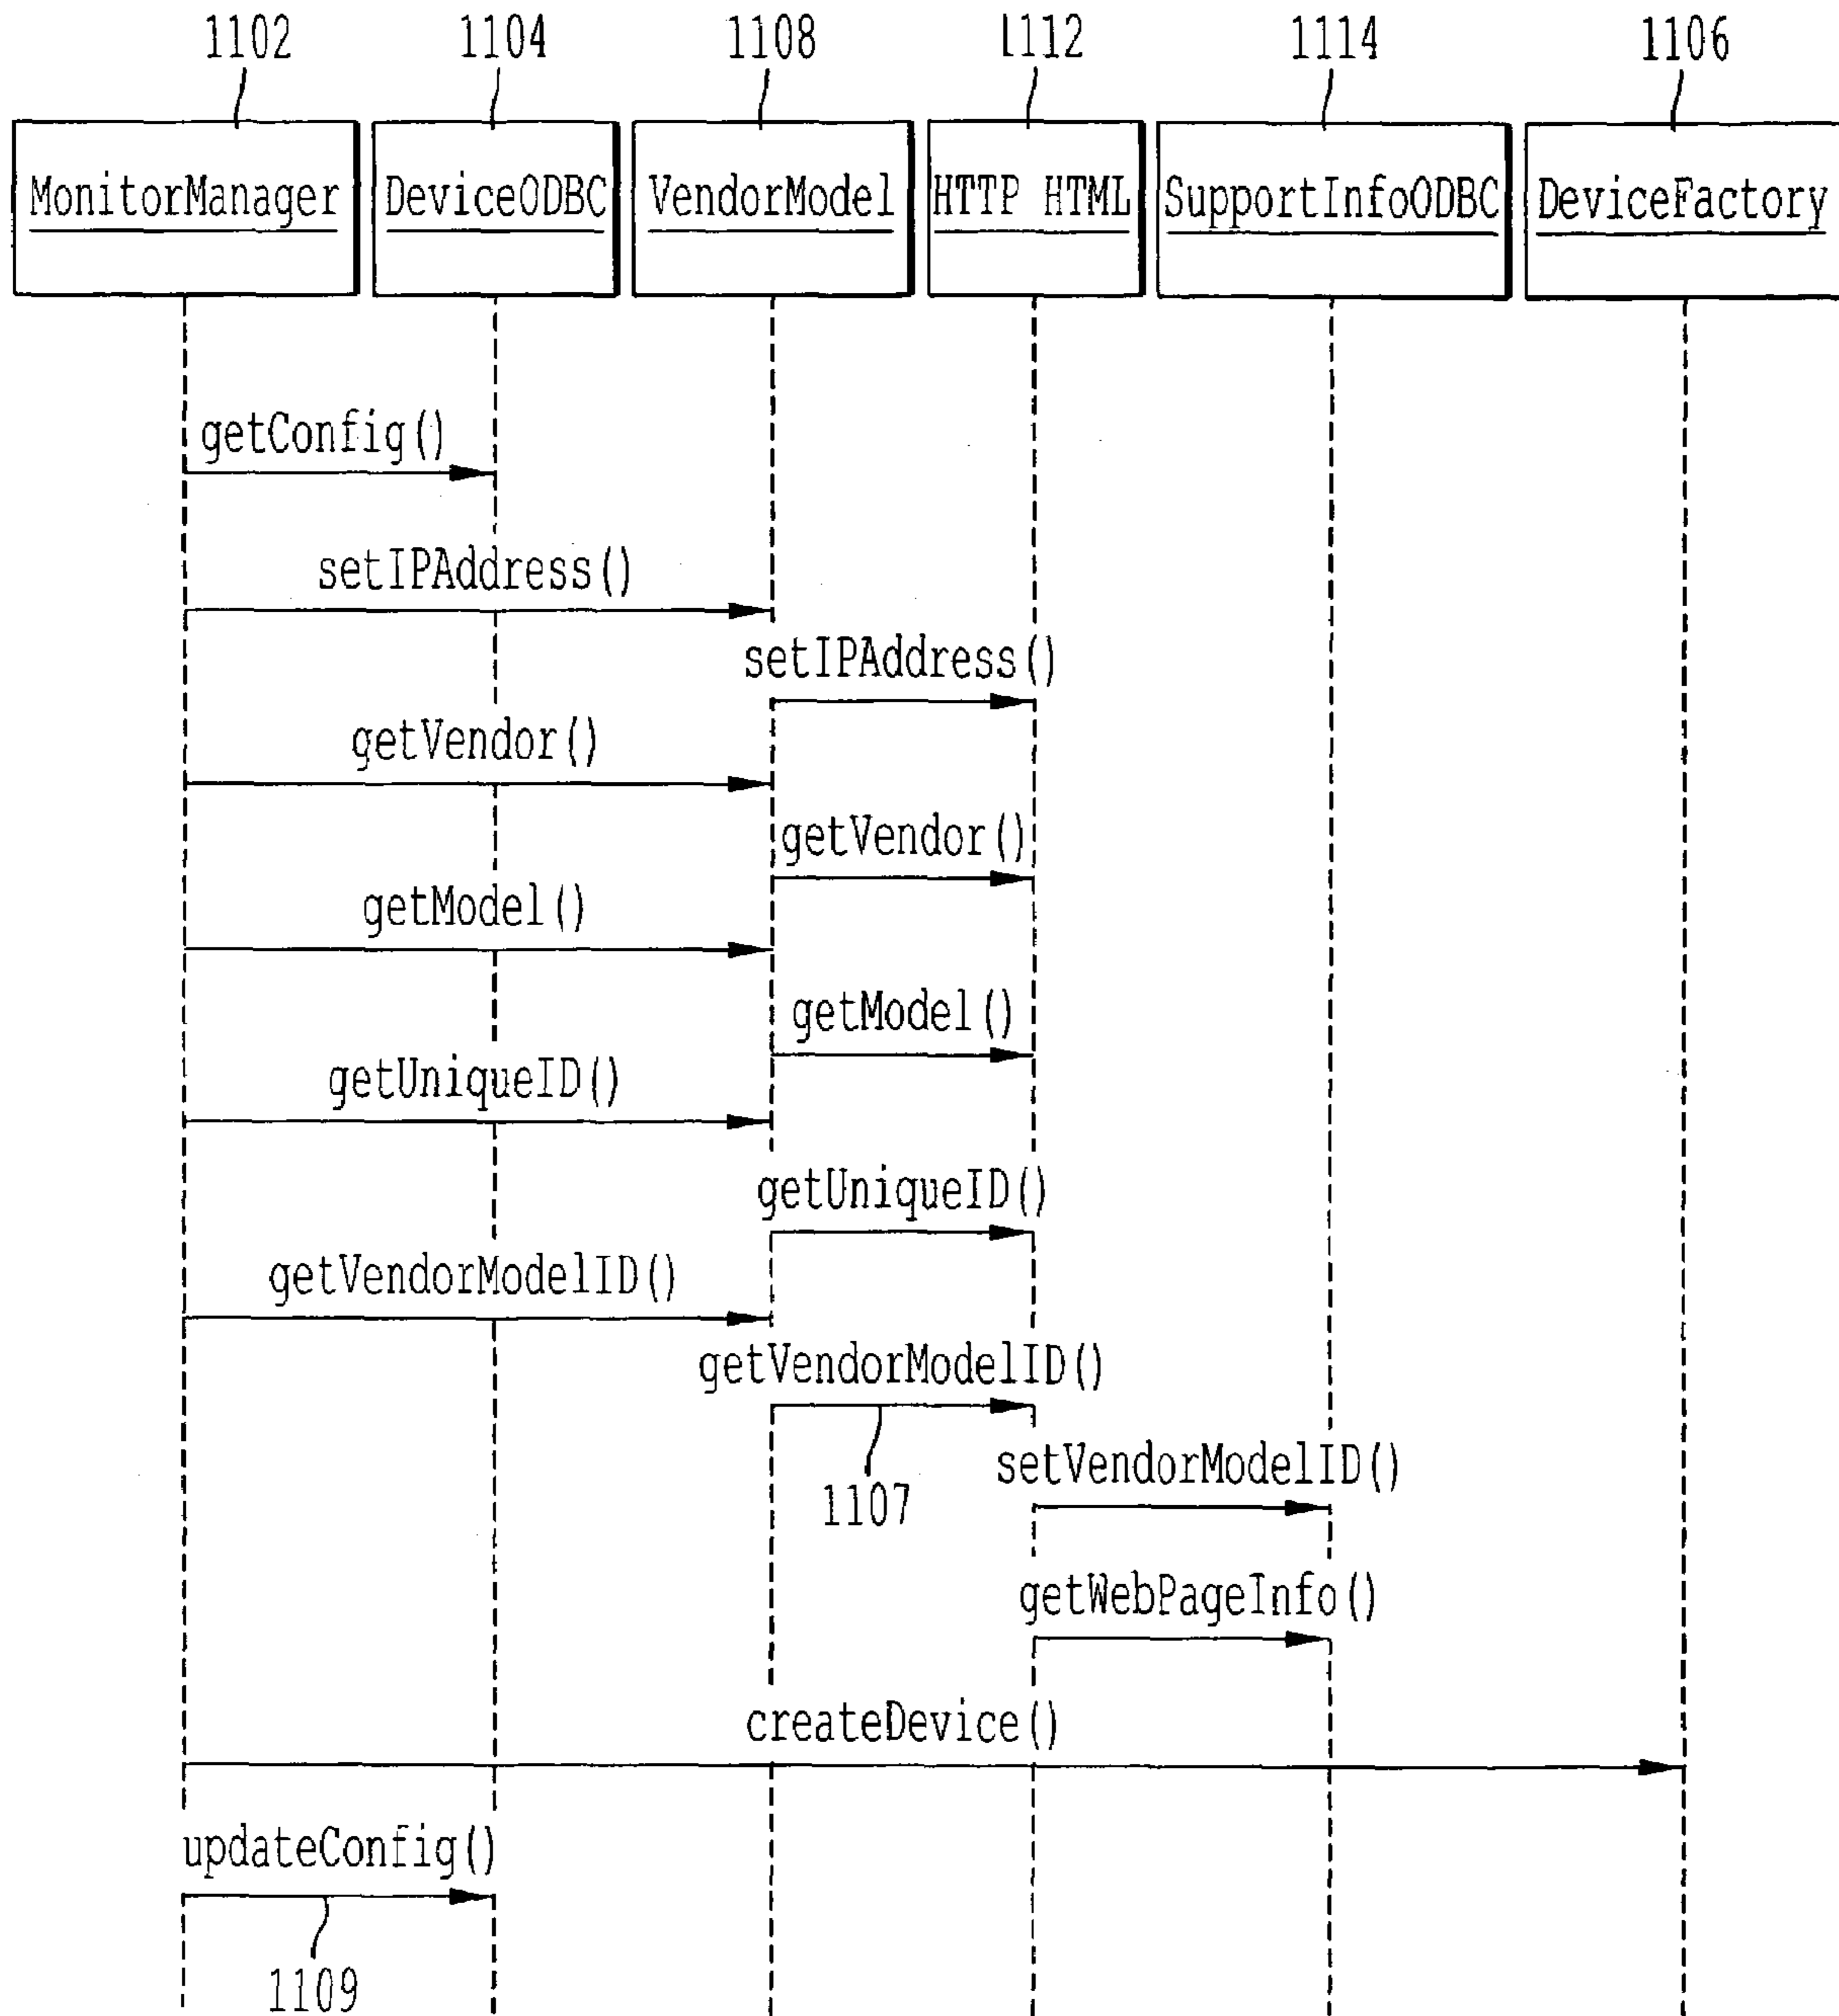 1102 1104 1108 1112 1114 1106
MonitorManager DeviceODBC VendorModel HTTP HTML SupportInfoODBC DeviceFactory
getConfig()
setIPAddress()
setIPAddress()
getVendor()
getVendor()
getModel()
getModel()
getUniqueID()
getUniqueID()
getVendorModelID()
getVendorModelID()
1107
setVendorModelID()
getWebPageInfo()
createDevice()
updateConfig()
1109